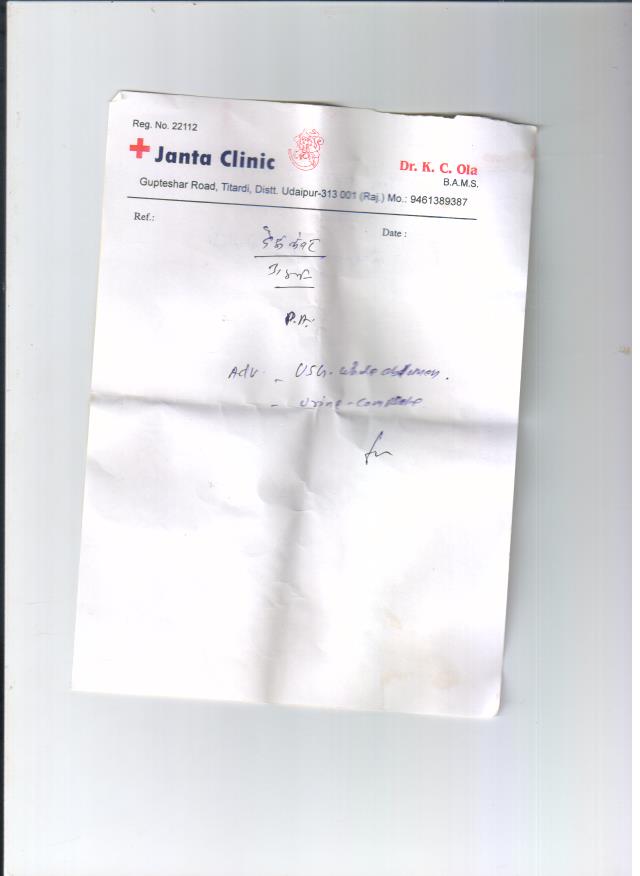 Reg. No. 22112
Janta Clinic
Dr. K. C. Ola
B.A.M.S.
Gupteshar Road, Titardi, Distt. Udaipur-313 001 (Raj.) Mo.: 9461389387
Ref.:
Date :
Adv. - USG - whole abdomen.
- Urine - complete